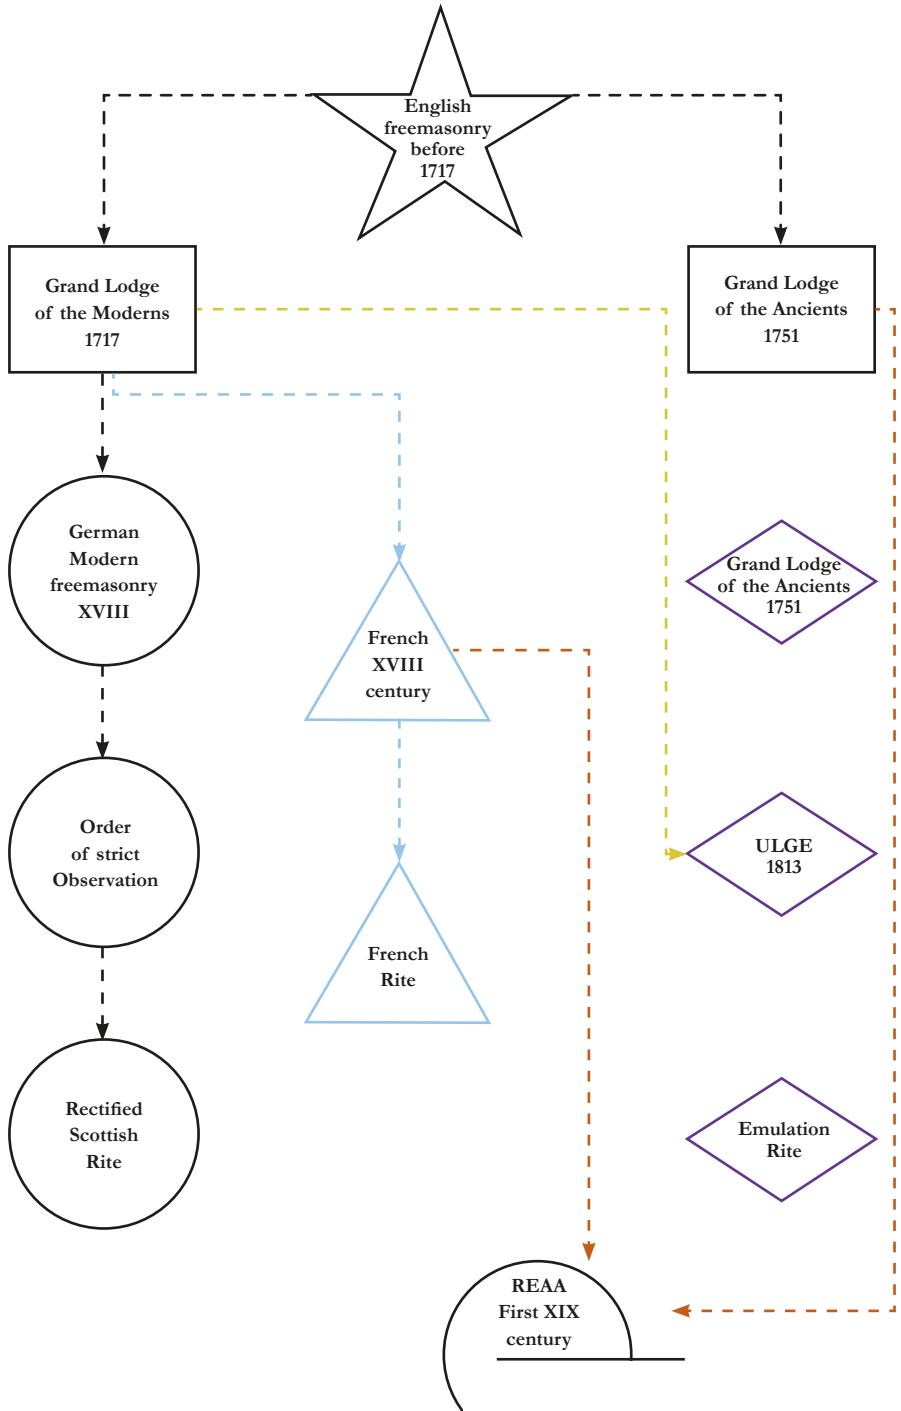 English
freemasonry
before
1717
Grand Lodge
of the Moderns
1717
Grand Lodge
of the Ancients
1751
German
Modern
freemasonry
XVIII
French
XVIII
century
Grand Lodge
of the Ancients
1751
Order
of strict
Observation
French
Rite
ULGE
1813
Rectified
Scottish
Rite
Emulation
Rite
REAA
First XIX
century